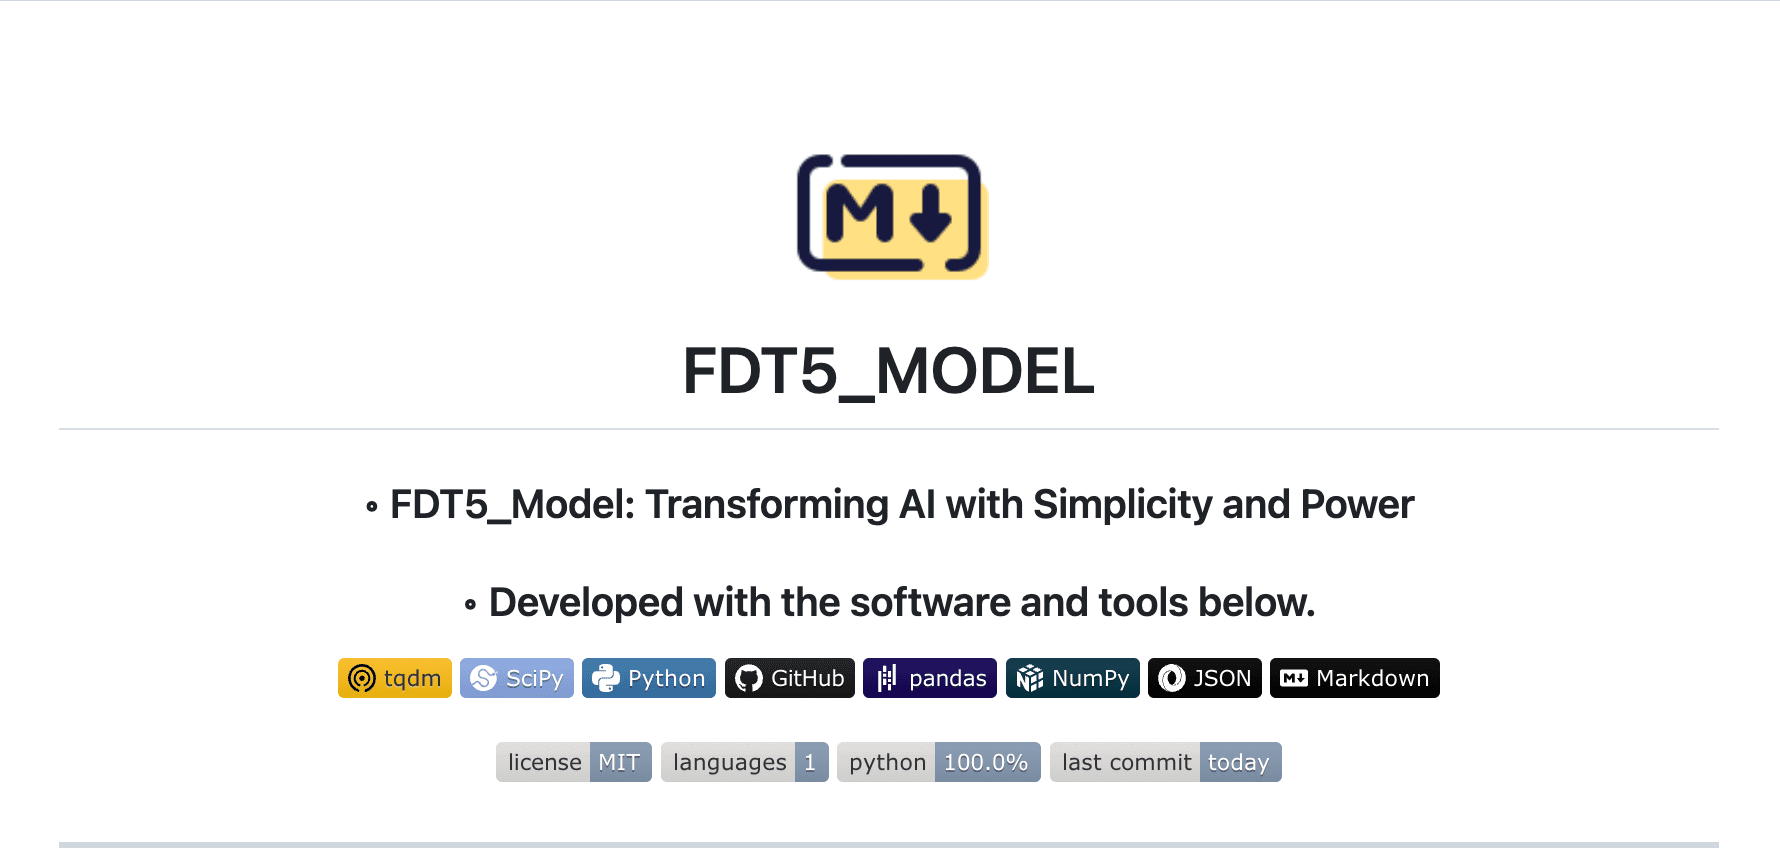 M
FDT5_MODEL
◦ FDT5_Model: Transforming AI with Simplicity and Power
◦ Developed with the software and tools below.
tqdm SciPy Python GitHub pandas NumPy JSON Markdown
license MIT languages 1 python 100.0% last commit today